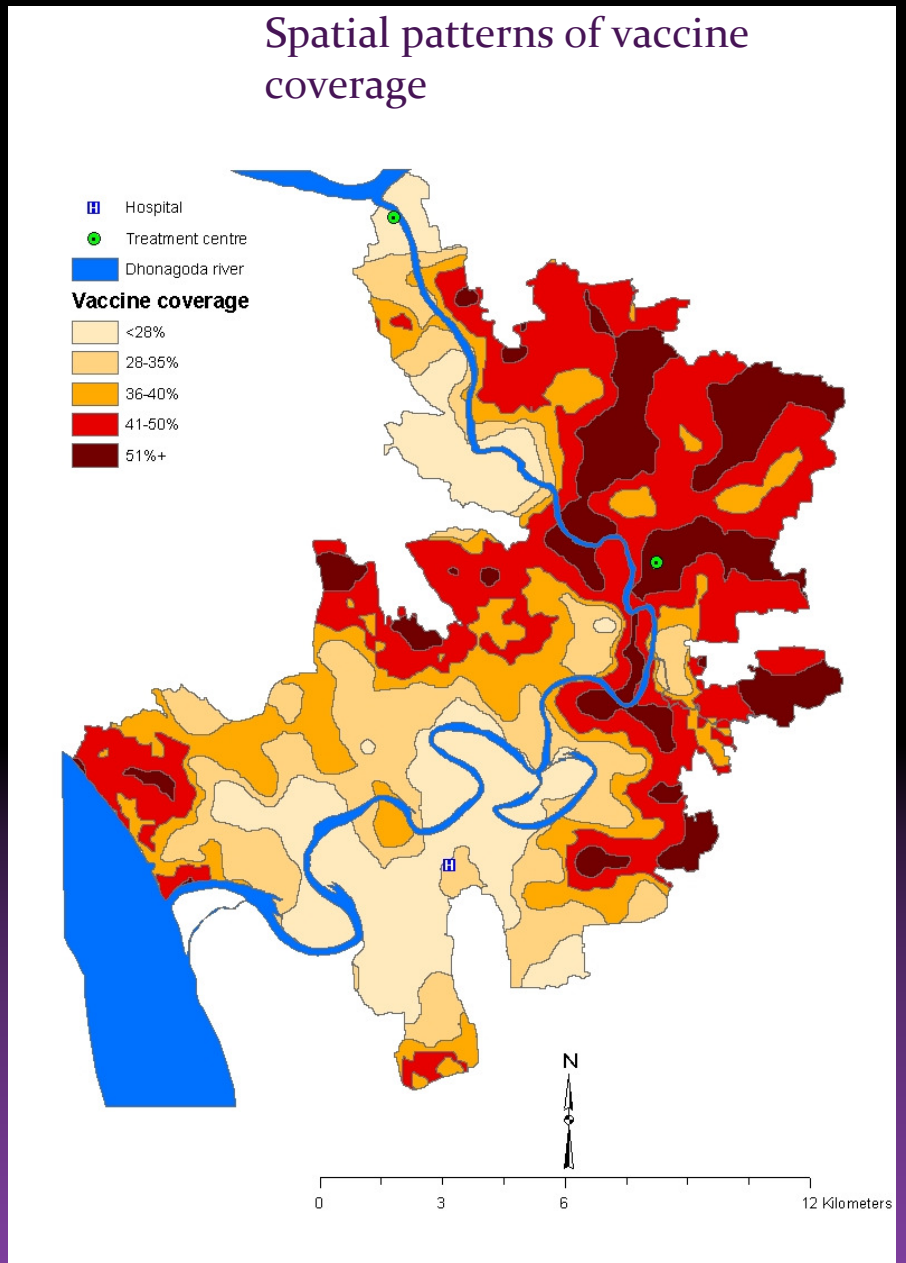 Spatial patterns of vaccine
coverage
H Hospital
Treatment centre
Dhonagoda river
Vaccine coverage
<28%
28-35%
36-40%
41-50%
51%+
H
N
0 3 6 12 Kilometers